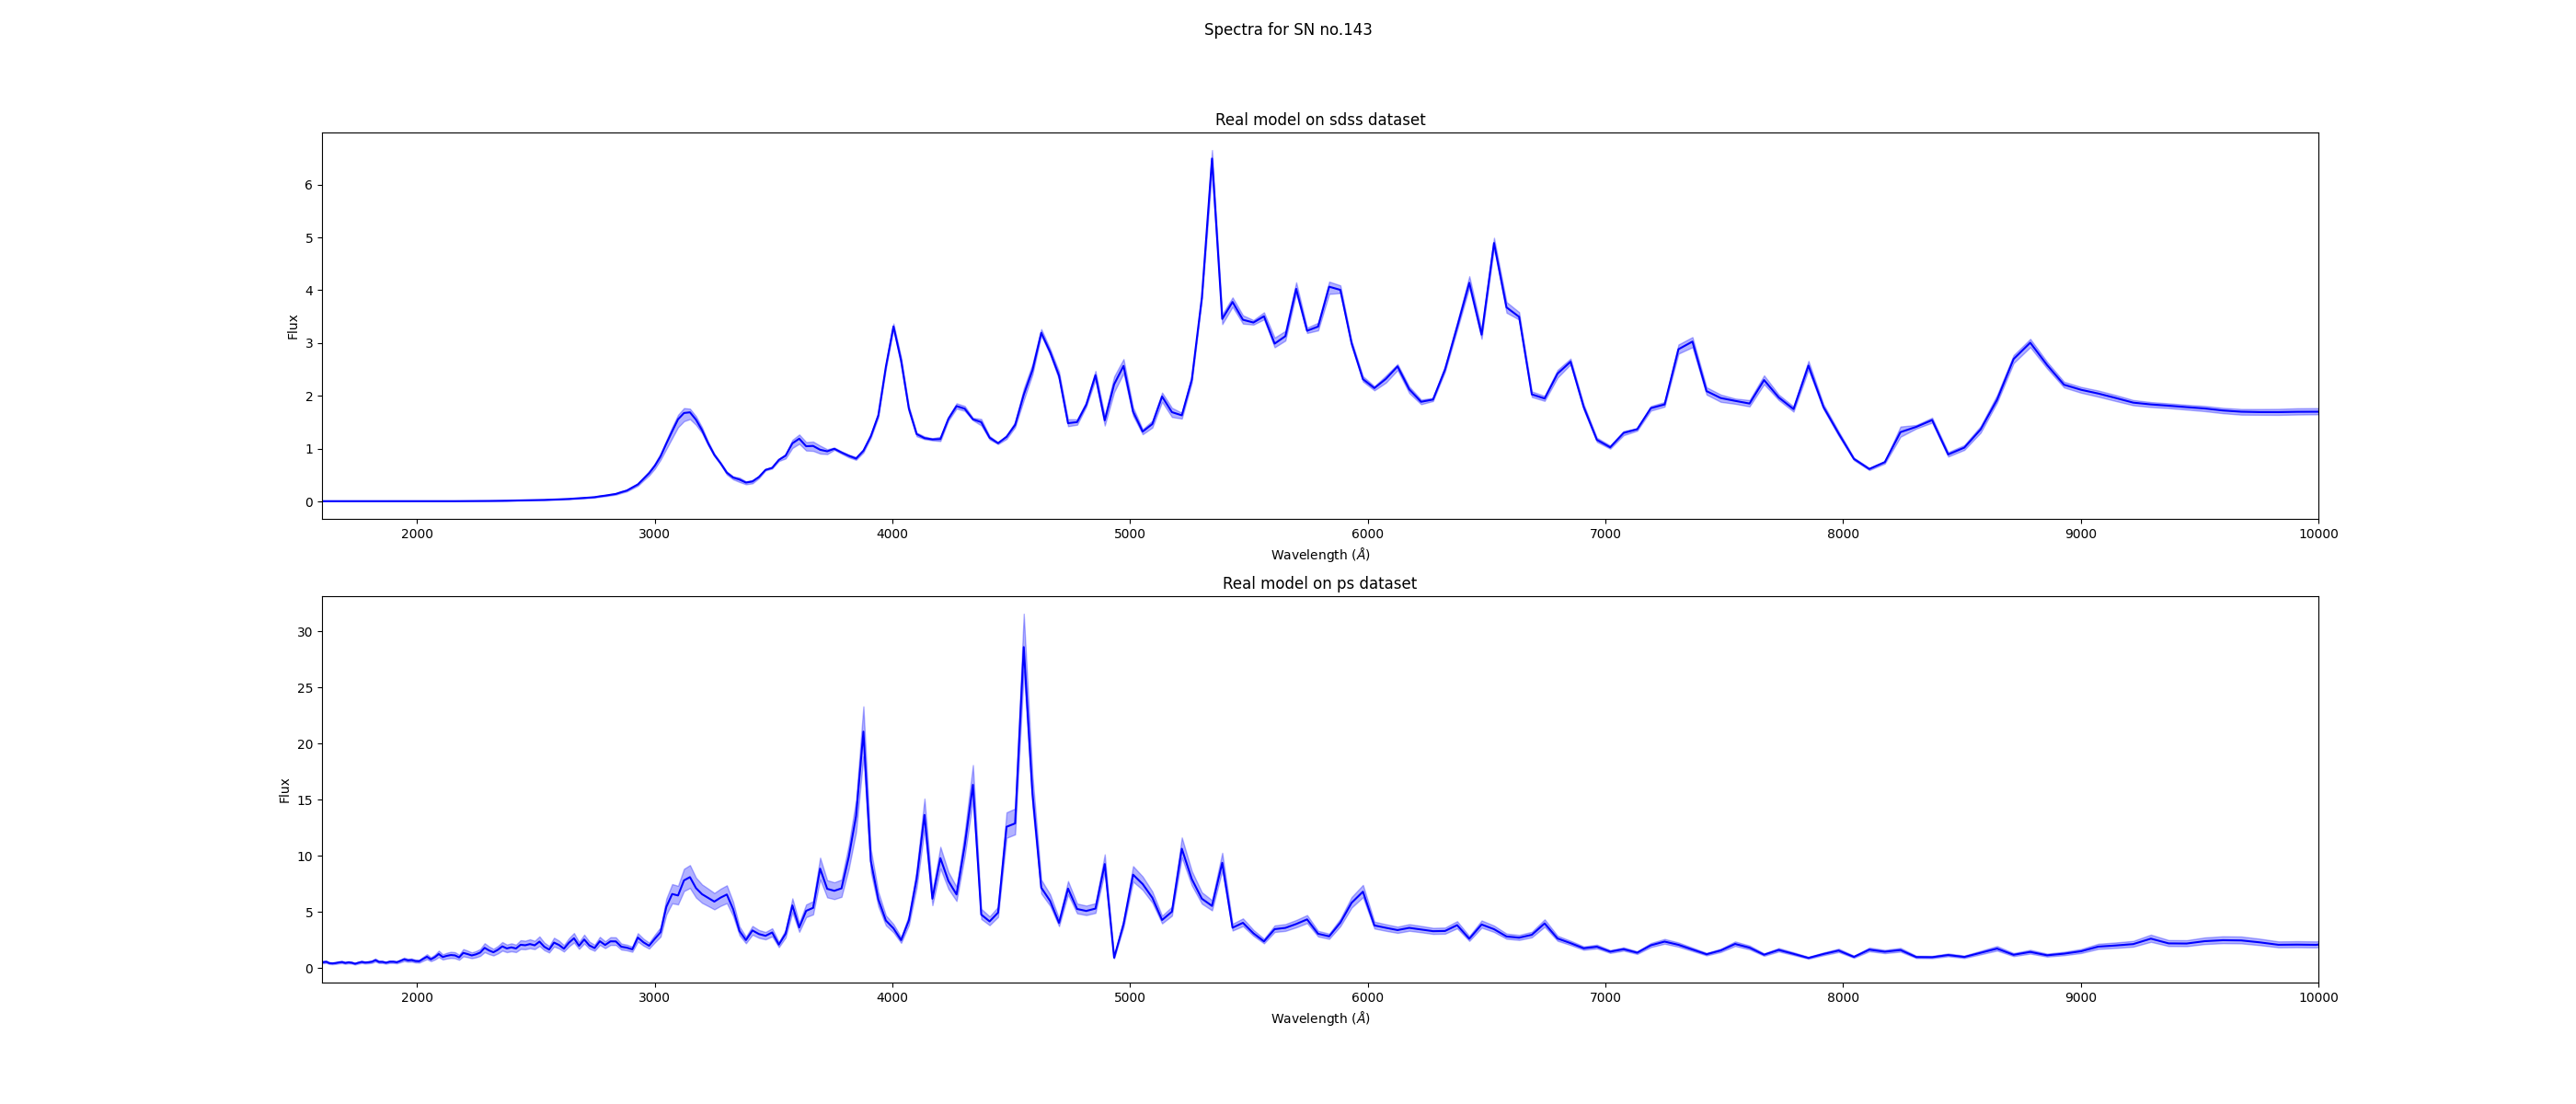 Spectra for SN no.143
Real model on sdss dataset
Flux
6
5
4
3
2
1
0
2000 3000 4000 5000 6000 7000 8000 9000 10000
Wavelength (Å)
Real model on ps dataset
Flux
30
25
20
15
10
5
0
2000 3000 4000 5000 6000 7000 8000 9000 10000
Wavelength (Å)